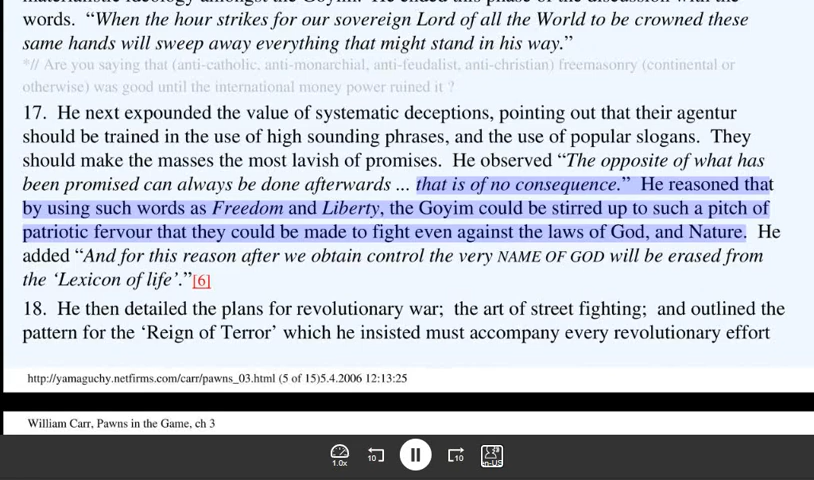 words. “When the hour strikes for our sovereign Lord of all the World to be crowned these
same hands will sweep away everything that might stand in his way.”
*// Are you saying that (anti-catholic, anti-monarchial, anti-feudalist, anti-christian) freemasonry (continental or
otherwise) was good until the international money power ruined it ?
17. He next expounded the value of systematic deceptions, pointing out that their agentur
should be trained in the use of high sounding phrases, and the use of popular slogans. They
should make the masses the most lavish of promises. He observed “The opposite of what has
been promised can always be done afterwards ... that is of no consequence.” He reasoned that
by using such words as Freedom and Liberty, the Goyim could be stirred up to such a pitch of
patriotic fervour that they could be made to fight even against the laws of God, and Nature. He
added “And for this reason after we obtain control the very NAME OF GOD will be erased from
the ‘Lexicon of life’.”[6]
18. He then detailed the plans for revolutionary war; the art of street fighting; and outlined the
pattern for the ‘Reign of Terror’ which he insisted must accompany every revolutionary effort
http://yamaguchy.netfirms.com/carr/pawns_03.html (5 of 15)5.4.2006 12:13:25
William Carr, Pawns in the Game, ch 3
1.0x 10 10 en-US